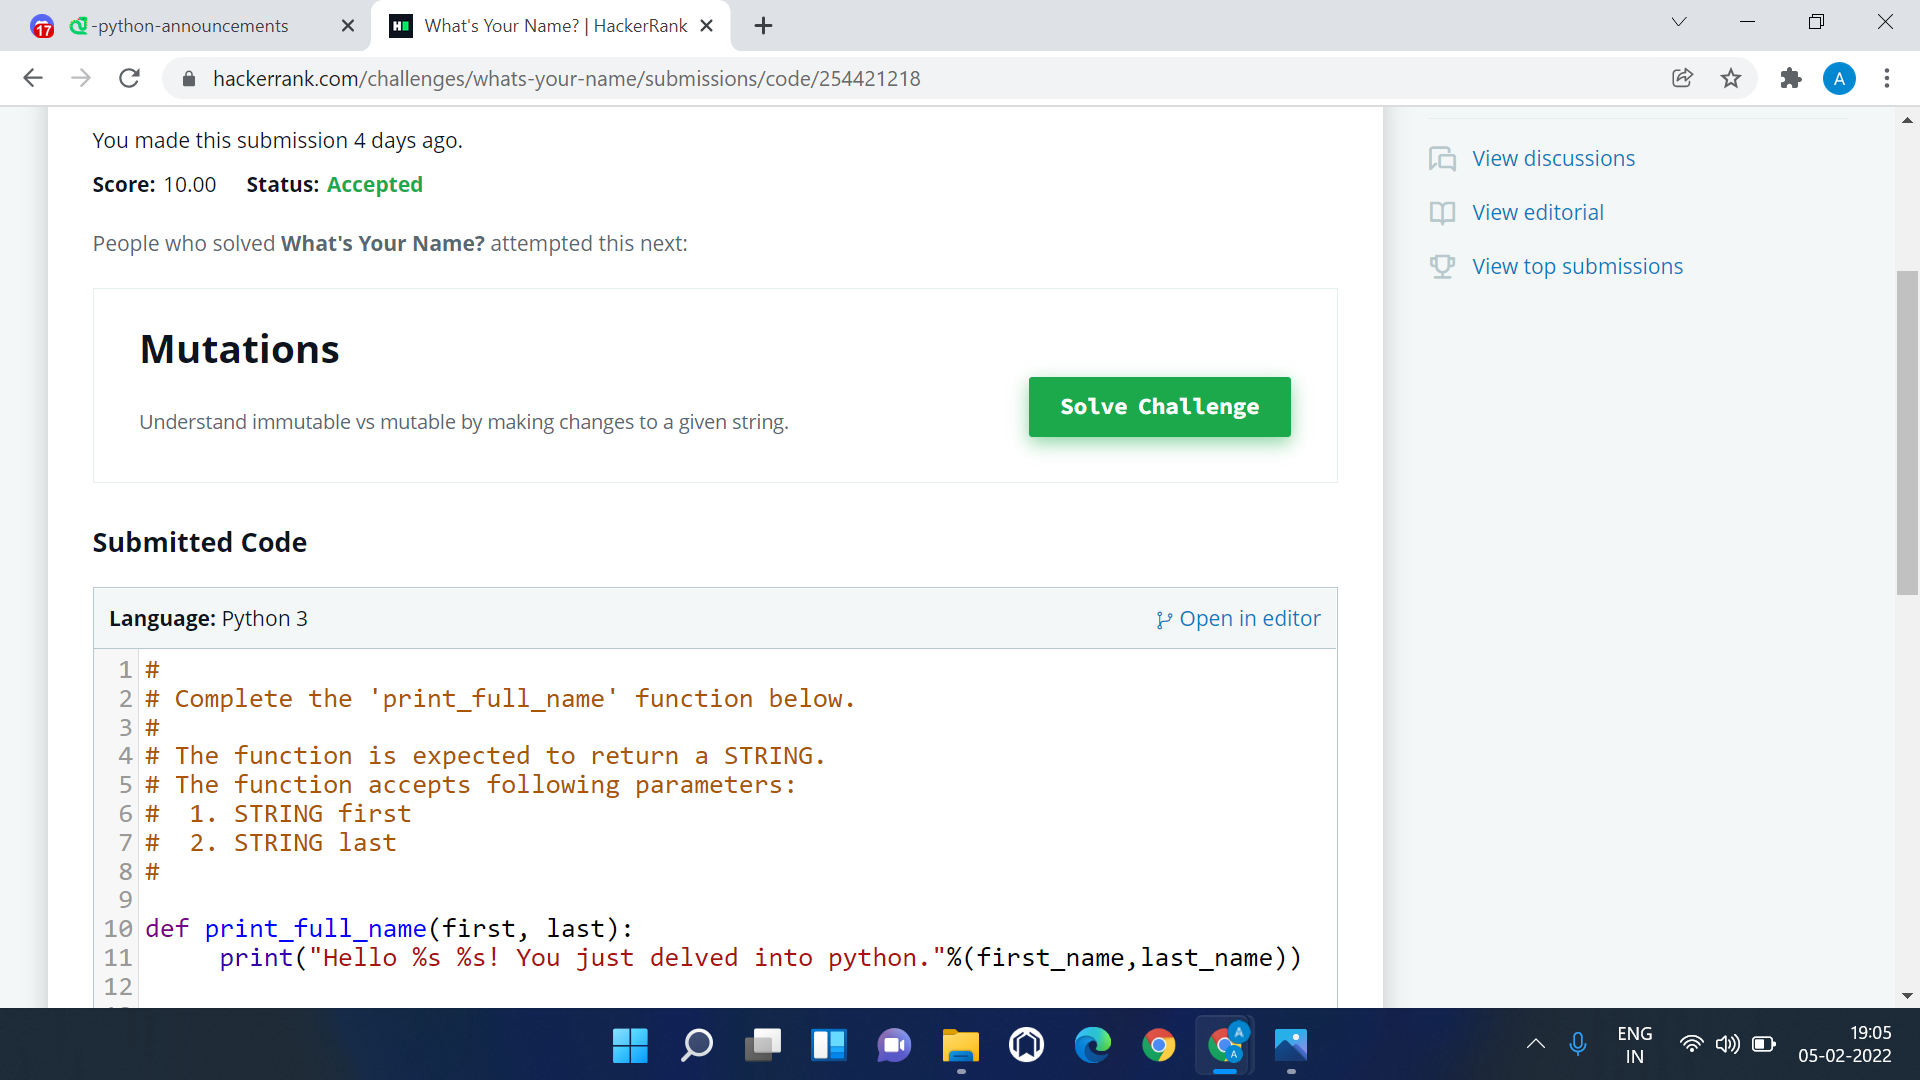 17 -python-announcements
What's Your Name? | HackerRank
hackerrank.com/challenges/whats-your-name/submissions/code/254421218
A
You made this submission 4 days ago.
Score: 10.00 Status: Accepted
People who solved What's Your Name? attempted this next:
Mutations
Understand immutable vs mutable by making changes to a given string.
Solve Challenge
View discussions
View editorial
View top submissions
Submitted Code
Language: Python 3
Open in editor
1 #
2 # Complete the 'print_full_name' function below.
3 #
4 # The function is expected to return a STRING.
5 # The function accepts following parameters:
6 #  1. STRING first
7 #  2. STRING last
8 #
9
10 def print_full_name(first, last):
11      print("Hello %s %s! You just delved into python."%(first_name,last_name))
12
A
A
ENG
IN
19:05
05-02-2022